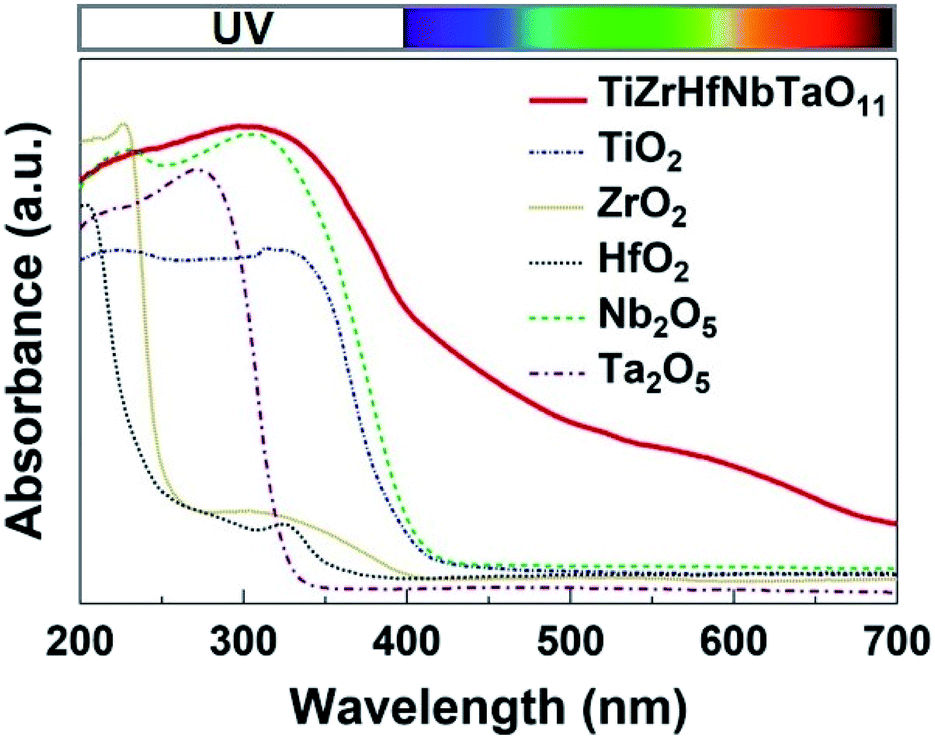 UV
TiZrHfNbTaO₁₁
TiO₂
ZrO₂
HfO₂
Nb₂O₅
Ta₂O₅
Absorbance (a.u.)
200 300 400 500 600 700
Wavelength (nm)